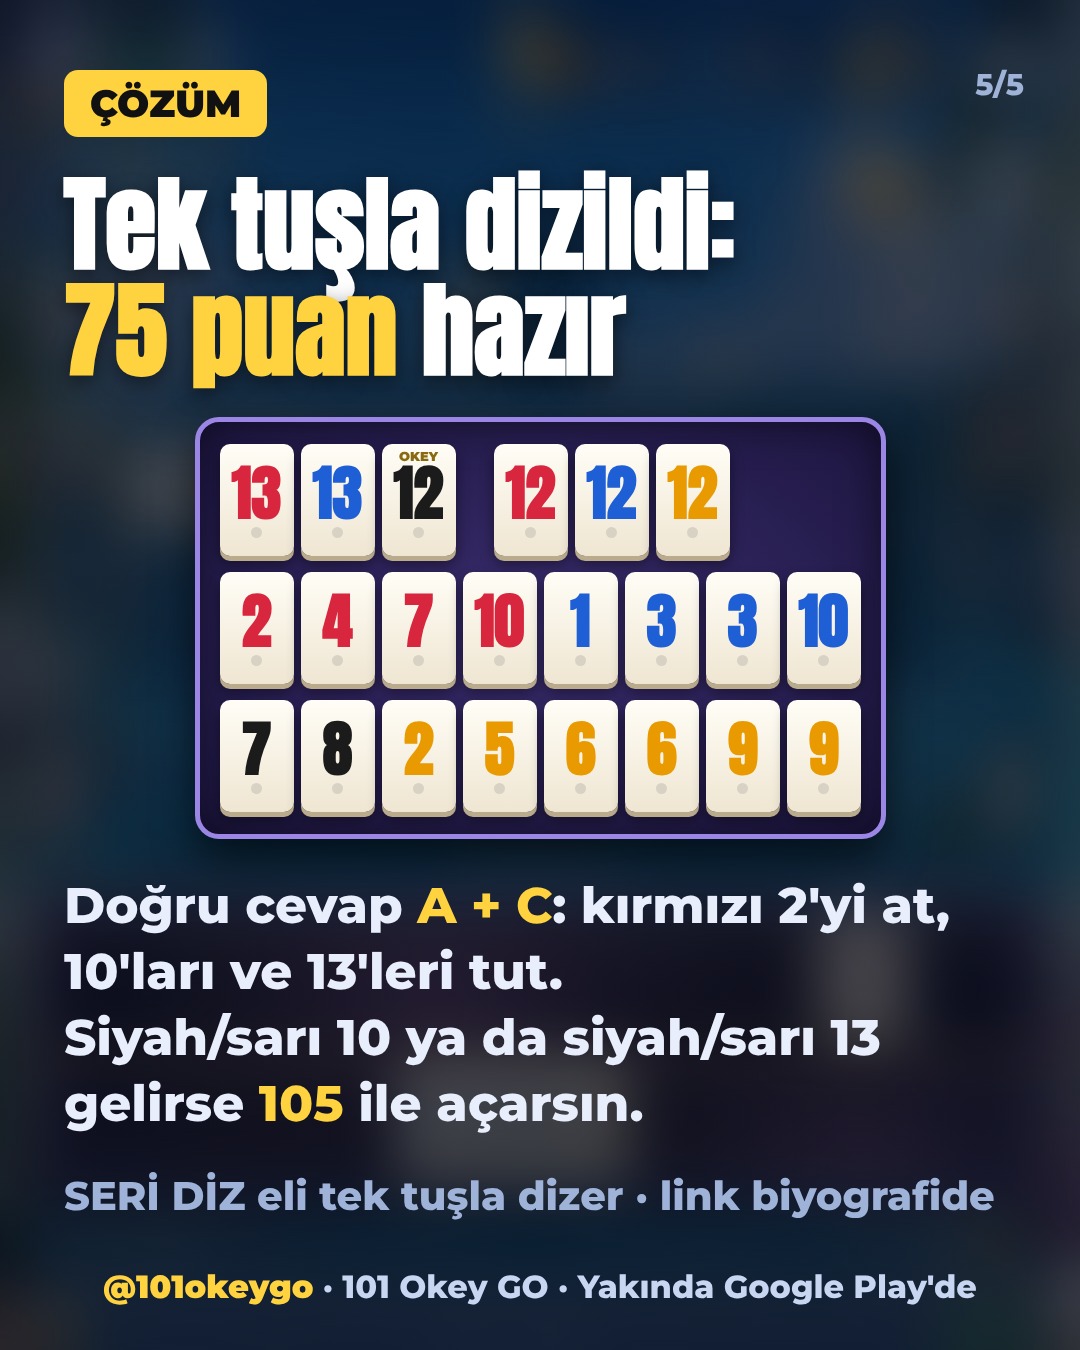 ÇÖZÜM
5/5
Tek tuşla dizildi:
75 puan hazır
13 13 OKEY 12 12 12 12
2 4 7 10 1 3 3 10
7 8 2 5 6 6 9 9
Doğru cevap A + C: kırmızı 2'yi at,
10'ları ve 13'leri tut.
Siyah/sarı 10 ya da siyah/sarı 13
gelirse 105 ile açarsın.
SERİ DİZ eli tek tuşla dizer · link biyografide
@101okeygo · 101 Okey GO · Yakında Google Play'de